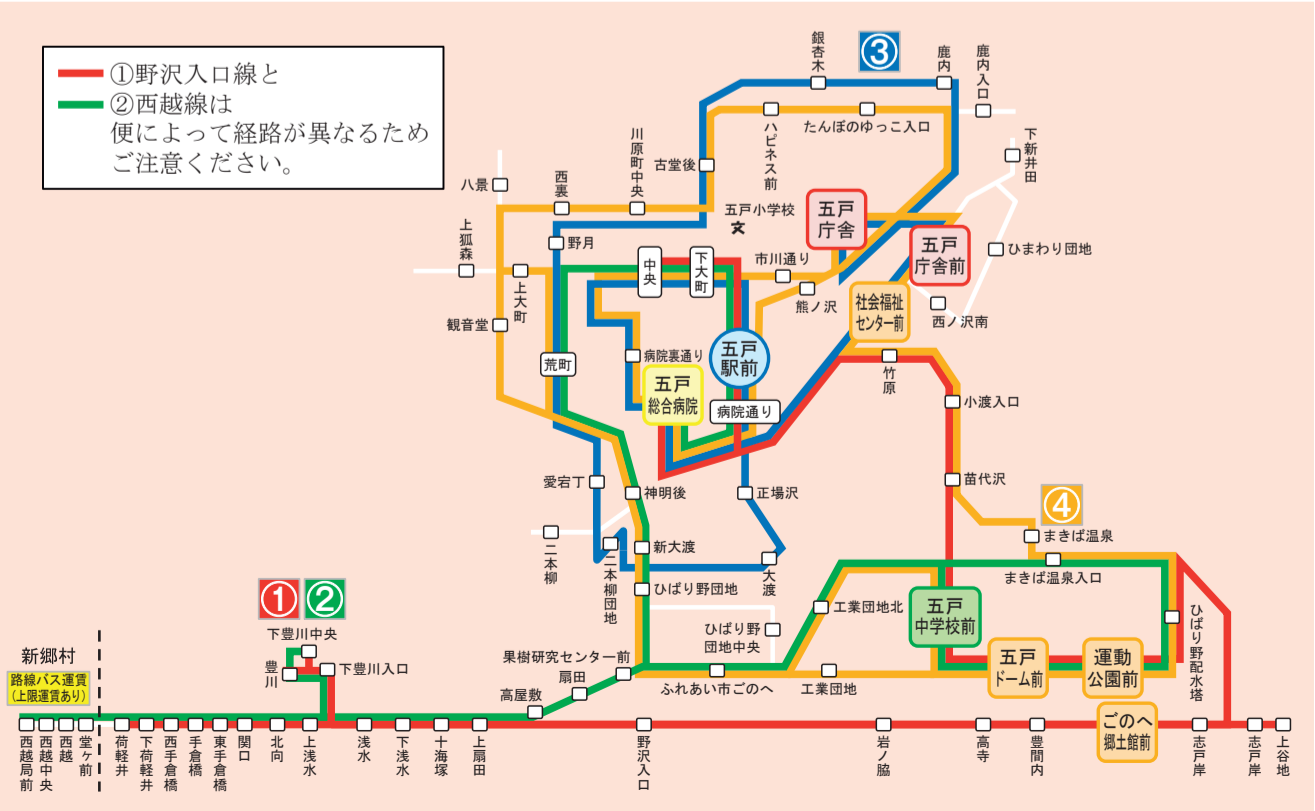 ①野沢入口線と
②西越線は
便によって経路が異なるため
ご注意ください。
③
銀杏木
鹿内
鹿内入口
下新井田
ハピネス前
たんぽのゆっこ入口
川原町中央
古堂後
西裏
八景
五戸小学校
文
五戸
庁舎
五戸
庁舎前
ひまわり団地
上狐森
野月
中央
下大町
市川通り
熊ノ沢
社会福祉
センター前
西ノ沢南
上大町
観音堂
荒町
病院裏通り
五戸
駅前
五戸
総合病院
病院通り
竹原
小渡入口
苗代沢
愛宕丁
神明後
正場沢
④
まきば温泉
まきば温泉入口
二本柳
二本柳団地
新大渡
大渡
ひばり野団地
工業団地北
五戸
中学校前
ひばり野配水塔
ひばり野
団地中央
五戸
ドーム前
運動
公園前
①
②
下豊川中央
豊川
下豊川入口
果樹研究センター前
扇田
高屋敷
ふれあい市ごのへ
工業団地
新郷村
路線バス運賃
(上限運賃あり)
西越局前
西越中央
西越
堂ヶ前
荷軽井
下荷軽井
西手倉橋
手倉橋
東手倉橋
関口
北向
上浅水
浅水
下浅水
十海塚
上扇田
野沢入口
岩ノ脇
高寺
豊間内
ごのへ
郷土館前
志戸岸
志戸岸
上谷地